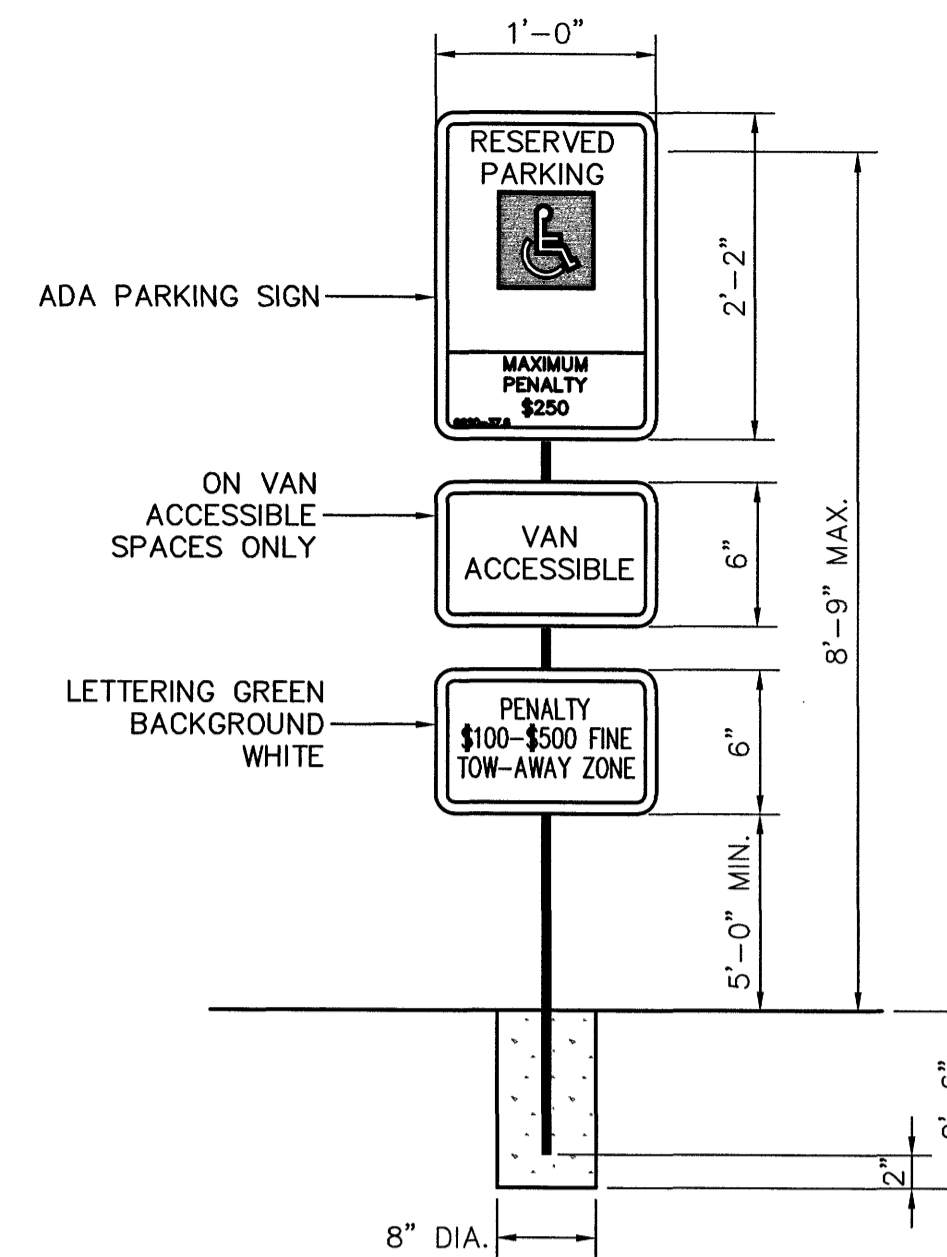 1'-0"
RESERVED
PARKING
MAXIMUM
PENALTY
$250
ADA PARKING SIGN
2'-2"
ON VAN
ACCESSIBLE
SPACES ONLY
VAN
ACCESSIBLE
6"
8'-9" MAX.
LETTERING GREEN
BACKGROUND
WHITE
PENALTY
$100-$500 FINE
TOW-AWAY ZONE
6"
5'-0" MIN.
2"
8" DIA.